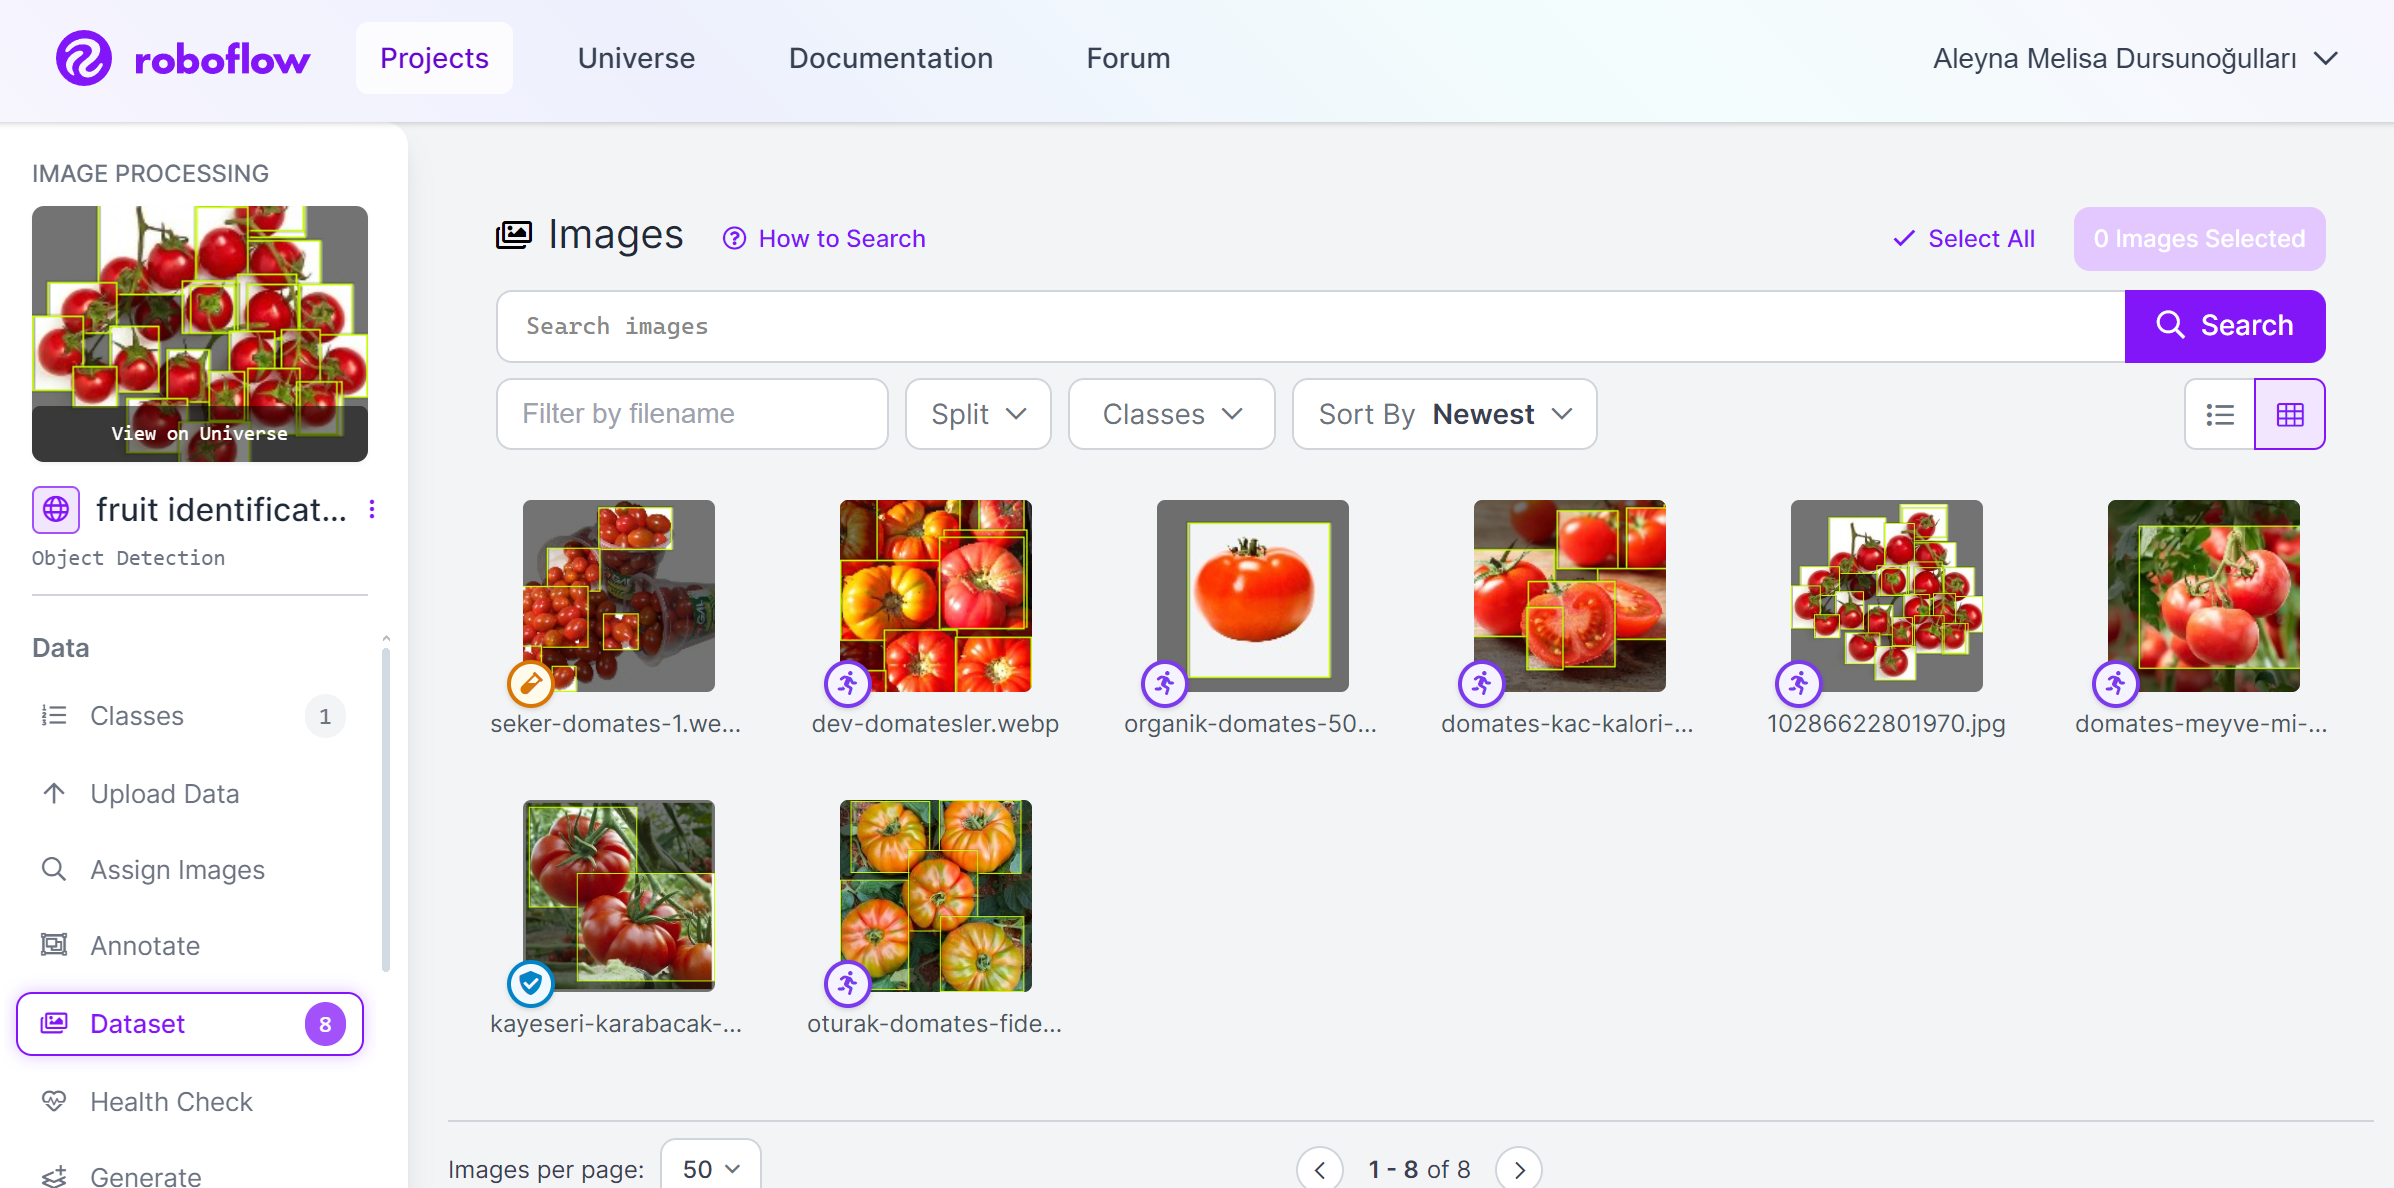 roboflow
Projects
Universe
Documentation
Forum
Aleyna Melisa Dursunoğulları
IMAGE PROCESSING
View on Universe
fruit identificat...
Object Detection
Data
Classes
1
Upload Data
Assign Images
Annotate
Dataset
8
Health Check
Generate
Images
How to Search
Select All
0 Images Selected
Search images
Search
Filter by filename
Split
Classes
Sort By Newest
seker-domates-1.we...
dev-domatesler.webp
organik-domates-50...
domates-kac-kalori-...
10286622801970.jpg
domates-meyve-mi-...
kayeseri-karabacak-...
oturak-domates-fide...
Images per page:
50
1 - 8 of 8